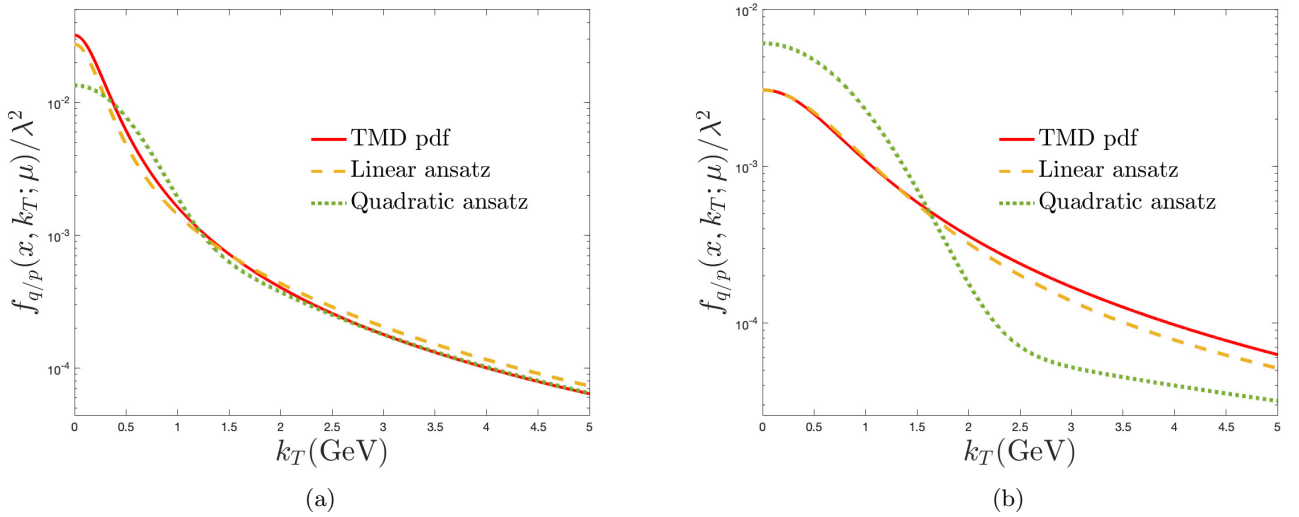 f_{q/p}(x, k_T; μ)/λ²
10⁻²
10⁻³
10⁻⁴
TMD pdf
Linear ansatz
Quadratic ansatz
0 0.5 1 1.5 2 2.5 3 3.5 4 4.5 5
k_T(GeV)
(a)
f_{q/p}(x, k_T; μ)/λ²
10⁻²
10⁻³
10⁻⁴
TMD pdf
Linear ansatz
Quadratic ansatz
0 0.5 1 1.5 2 2.5 3 3.5 4 4.5 5
k_T(GeV)
(b)